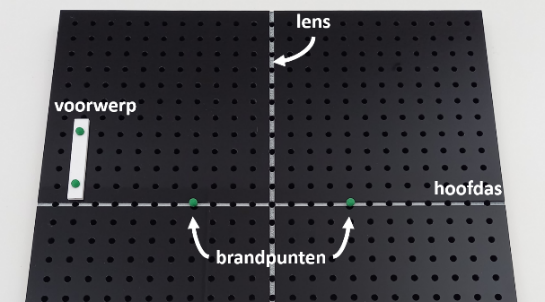 lens
voorwerp
hoofdas
brandpunten